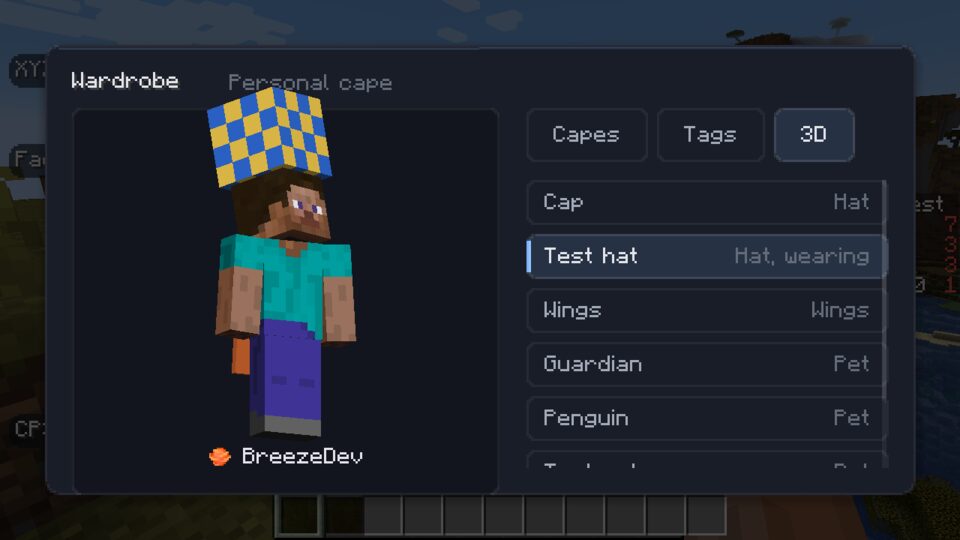 Wardrobe
Personal cape
Capes
Tags
3D
Cap
Hat
Test hat
Hat, wearing
Wings
Wings
Guardian
Pet
Penguin
Pet
BreezeDev